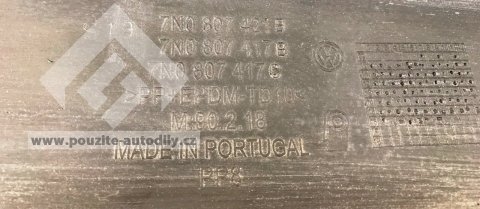 7N0 807 421 B
7N0 807 417 B
7N0 807 417 C
>PP+EPDM-TD10<
M.80.2.18
www.pouzite-autodily.cz
MADE IN PORTUGAL